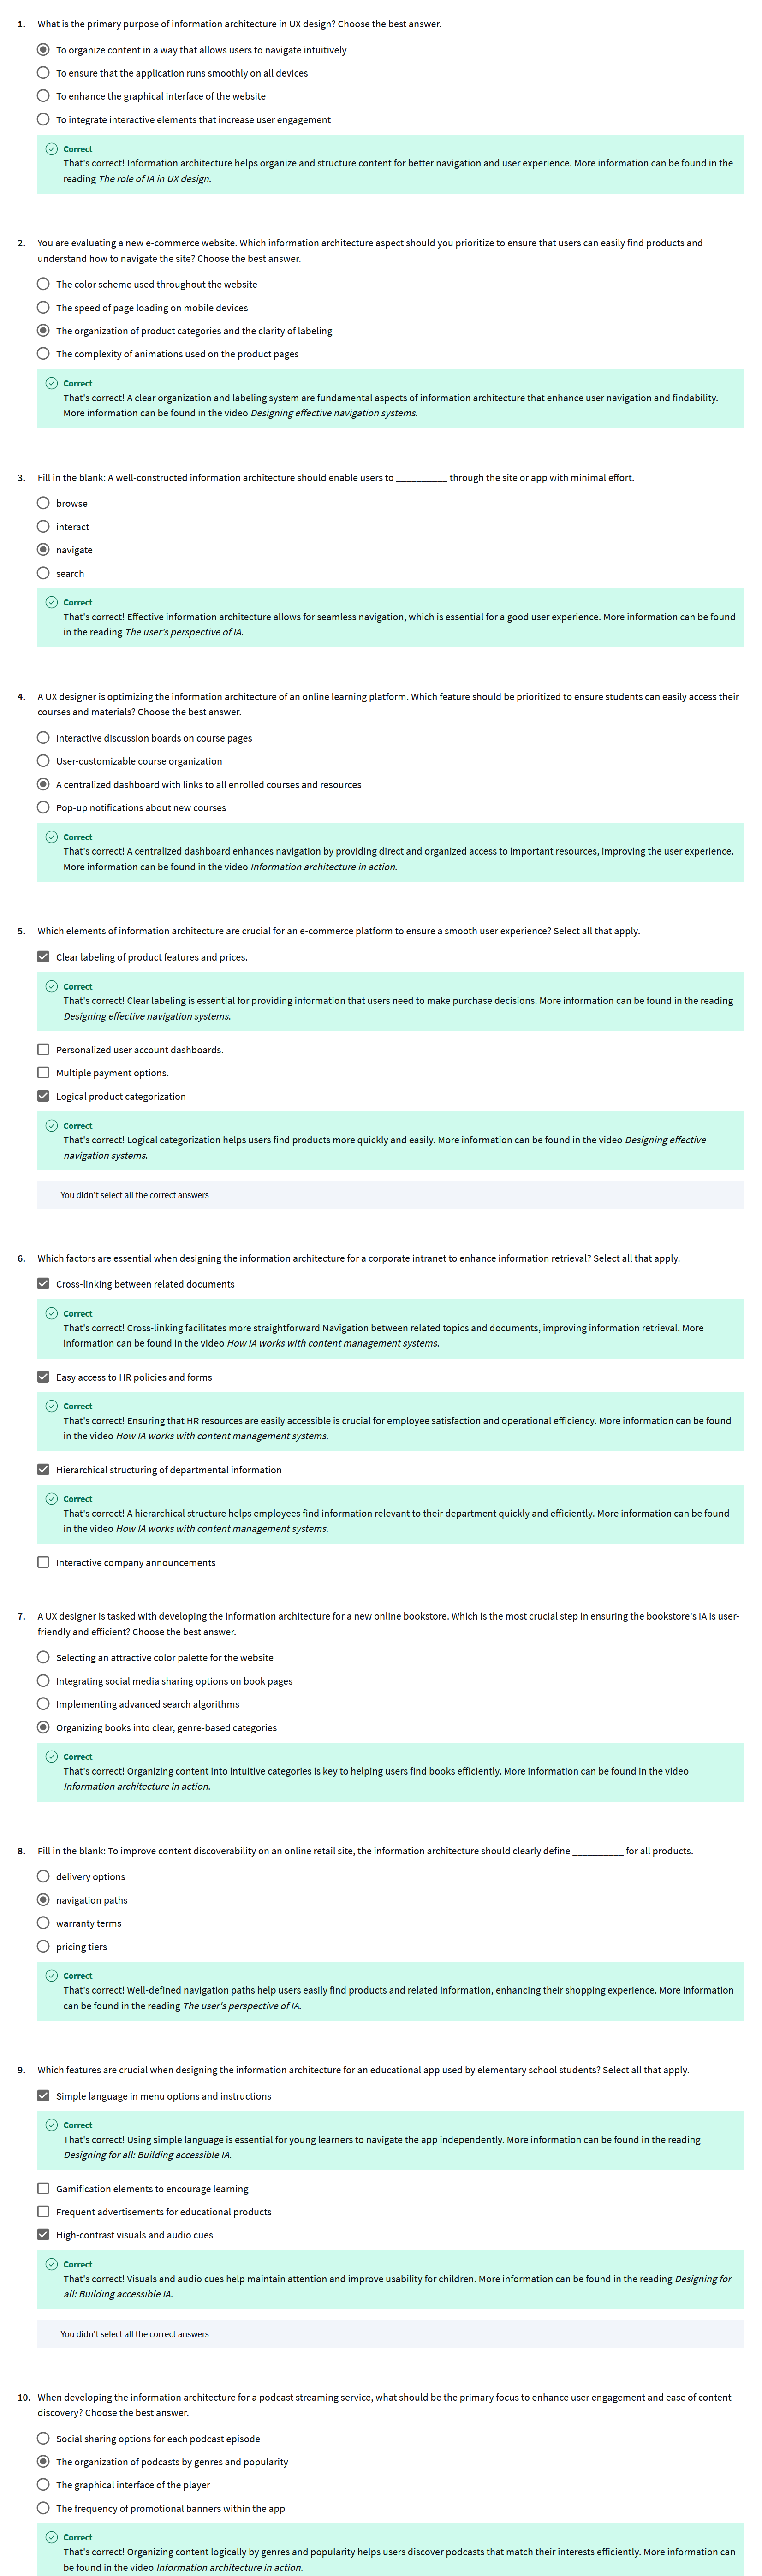 1. What is the primary purpose of information architecture in UX design? Choose the best answer.
To organize content in a way that allows users to navigate intuitively
To ensure that the application runs smoothly on all devices
To enhance the graphical interface of the website
To integrate interactive elements that increase user engagement
Correct
That's correct! Information architecture helps organize and structure content for better navigation and user experience. More information can be found in the
reading The role of IA in UX design.
2. You are evaluating a new e-commerce website. Which information architecture aspect should you prioritize to ensure that users can easily find products and
understand how to navigate the site? Choose the best answer.
The color scheme used throughout the website
The speed of page loading on mobile devices
The organization of product categories and the clarity of labeling
The complexity of animations used on the product pages
Correct
That's correct! A clear organization and labeling system are fundamental aspects of information architecture that enhance user navigation and findability.
More information can be found in the video Designing effective navigation systems.
3. Fill in the blank: A well-constructed information architecture should enable users to __________ through the site or app with minimal effort.
browse
interact
navigate
search
Correct
That's correct! Effective information architecture allows for seamless navigation, which is essential for a good user experience. More information can be found
in the reading The user's perspective of IA.
4. A UX designer is optimizing the information architecture of an online learning platform. Which feature should be prioritized to ensure students can easily access their
courses and materials? Choose the best answer.
Interactive discussion boards on course pages
User-customizable course organization
A centralized dashboard with links to all enrolled courses and resources
Pop-up notifications about new courses
Correct
That's correct! A centralized dashboard enhances navigation by providing direct and organized access to important resources, improving the user experience.
More information can be found in the video Information architecture in action.
5. Which elements of information architecture are crucial for an e-commerce platform to ensure a smooth user experience? Select all that apply.
Clear labeling of product features and prices.
Correct
That's correct! Clear labeling is essential for providing information that users need to make purchase decisions. More information can be found in the reading
Designing effective navigation systems.
Personalized user account dashboards.
Multiple payment options.
Logical product categorization
Correct
That's correct! Logical categorization helps users find products more quickly and easily. More information can be found in the video Designing effective
navigation systems.
You didn't select all the correct answers
6. Which factors are essential when designing the information architecture for a corporate intranet to enhance information retrieval? Select all that apply.
Cross-linking between related documents
Correct
That's correct! Cross-linking facilitates more straightforward Navigation between related topics and documents, improving information retrieval. More
information can be found in the video How IA works with content management systems.
Easy access to HR policies and forms
Correct
That's correct! Ensuring that HR resources are easily accessible is crucial for employee satisfaction and operational efficiency. More information can be found
in the video How IA works with content management systems.
Hierarchical structuring of departmental information
Correct
That's correct! A hierarchical structure helps employees find information relevant to their department quickly and efficiently. More information can be found
in the video How IA works with content management systems.
Interactive company announcements
7. A UX designer is tasked with developing the information architecture for a new online bookstore. Which is the most crucial step in ensuring the bookstore's IA is user-
friendly and efficient? Choose the best answer.
Selecting an attractive color palette for the website
Integrating social media sharing options on book pages
Implementing advanced search algorithms
Organizing books into clear, genre-based categories
Correct
That's correct! Organizing content into intuitive categories is key to helping users find books efficiently. More information can be found in the video
Information architecture in action.
8. Fill in the blank: To improve content discoverability on an online retail site, the information architecture should clearly define __________ for all products.
delivery options
navigation paths
warranty terms
pricing tiers
Correct
That's correct! Well-defined navigation paths help users easily find products and related information, enhancing their shopping experience. More information
can be found in the reading The user's perspective of IA.
9. Which features are crucial when designing the information architecture for an educational app used by elementary school students? Select all that apply.
Simple language in menu options and instructions
Correct
That's correct! Using simple language is essential for young learners to navigate the app independently. More information can be found in the reading
Designing for all: Building accessible IA.
Gamification elements to encourage learning
Frequent advertisements for educational products
High-contrast visuals and audio cues
Correct
That's correct! Visuals and audio cues help maintain attention and improve usability for children. More information can be found in the reading Designing for
all: Building accessible IA.
You didn't select all the correct answers
10. When developing the information architecture for a podcast streaming service, what should be the primary focus to enhance user engagement and ease of content
discovery? Choose the best answer.
Social sharing options for each podcast episode
The organization of podcasts by genres and popularity
The graphical interface of the player
The frequency of promotional banners within the app
Correct
That's correct! Organizing content logically by genres and popularity helps users discover podcasts that match their interests efficiently. More information can
be found in the video Information architecture in action.